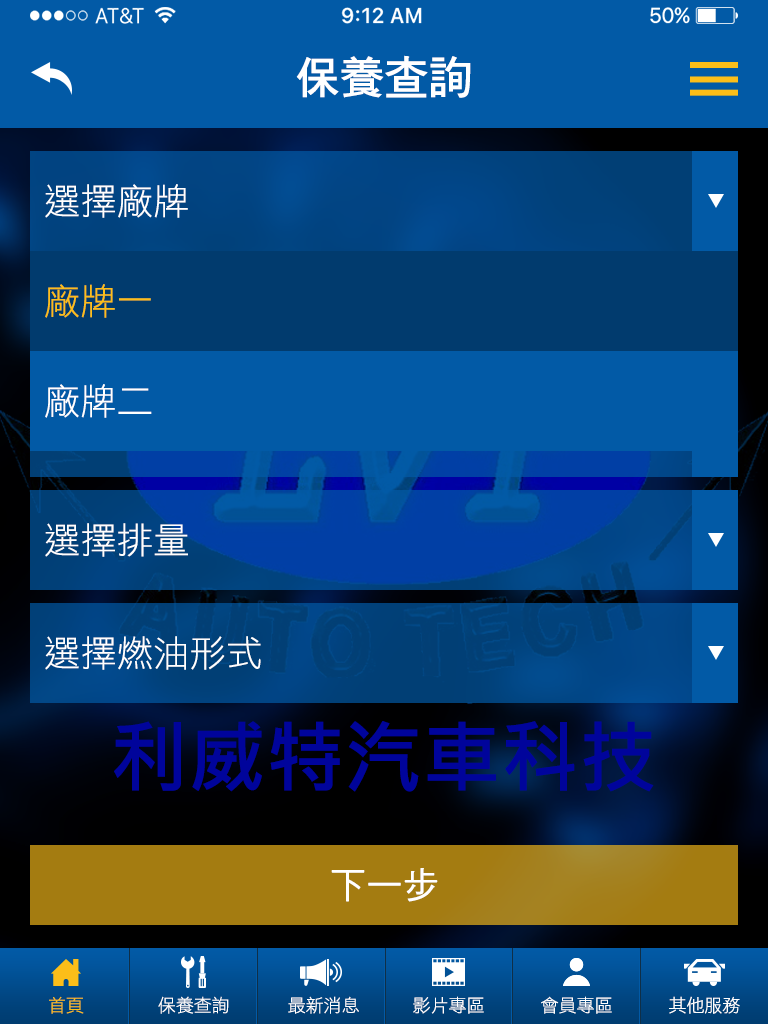 AT&T 9:12 AM 50%
保養查詢
選擇廠牌
廠牌一
廠牌二
LVT
選擇排量
AUTO TECH
選擇燃油形式
利威特汽車科技
下一步
首頁 保養查詢 最新消息 影片專區 會員專區 其他服務